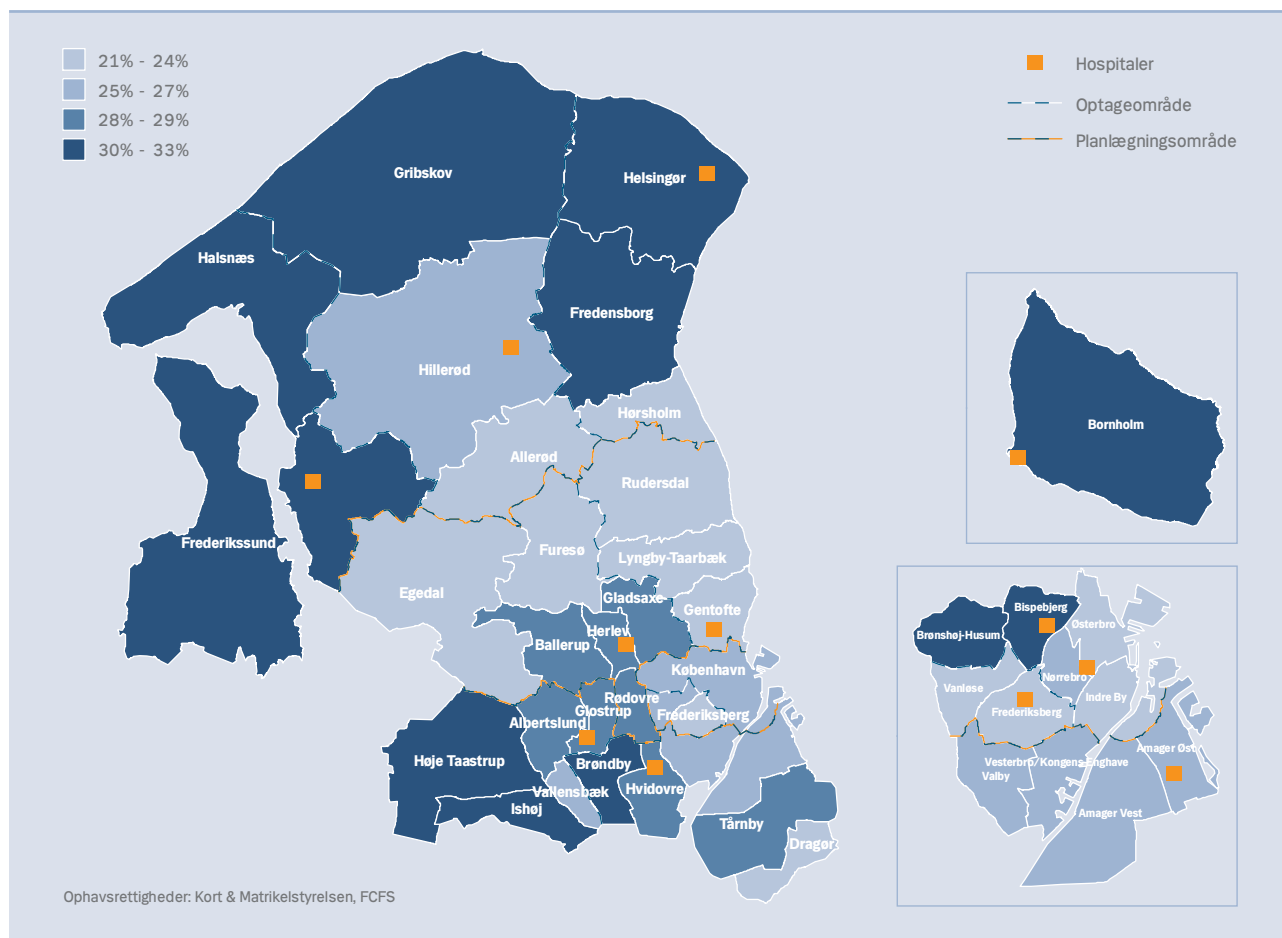 21% - 24%
25% - 27%
28% - 29%
30% - 33%
Hospitaler
Optageområde
Planlægningsområde
Gribskov
Helsingør
Halsnæs
Fredensborg
Hillerød
Hørsholm
Allerød
Rudersdal
Frederikssund
Furesø
Lyngby-Taarbæk
Egedal
Gladsaxe
Gentofte
Herlev
Ballerup
København
Rødovre
Glostrup
Frederiksberg
Albertslund
Høje Taastrup
Brøndby
Vallensbæk
Hvidovre
Ishøj
Tårnby
Dragør
Bornholm
Bispebjerg
Østerbro
Brønshøj-Husum
Nørrebro
Vanløse
Indre By
Frederiksberg
Amager Øst
Vesterbro/Kongens Enghave
Valby
Amager Vest
Ophavsrettigheder: Kort & Matrikelstyrelsen, FCFS